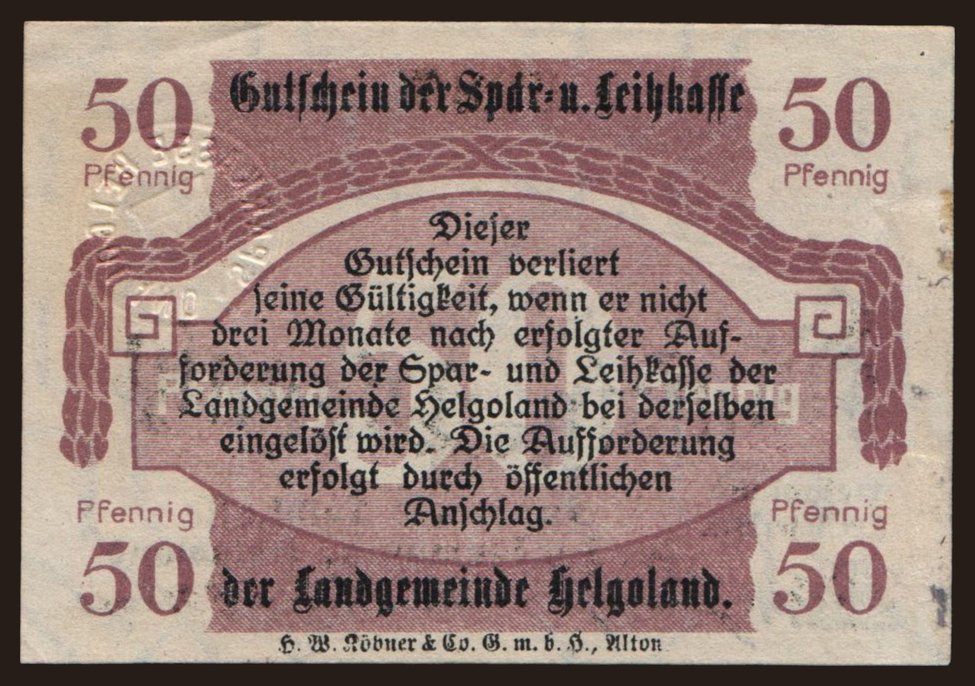 50 Gutschein der Spar- u. Leihkasse 50
Pfennig Pfennig
Dieser
Gutschein verliert
seine Gültigkeit, wenn er nicht
drei Monate nach erfolgter Auf-
forderung der Spar- und Leihkasse der
Landgemeinde Helgoland bei derselben
eingelöst wird. Die Aufforderung
erfolgt durch öffentlichen
Anschlag.
Pfennig Pfennig
50 der Landgemeinde Helgoland. 50
H. W. Köbner & Co. G. m. b. H., Alton